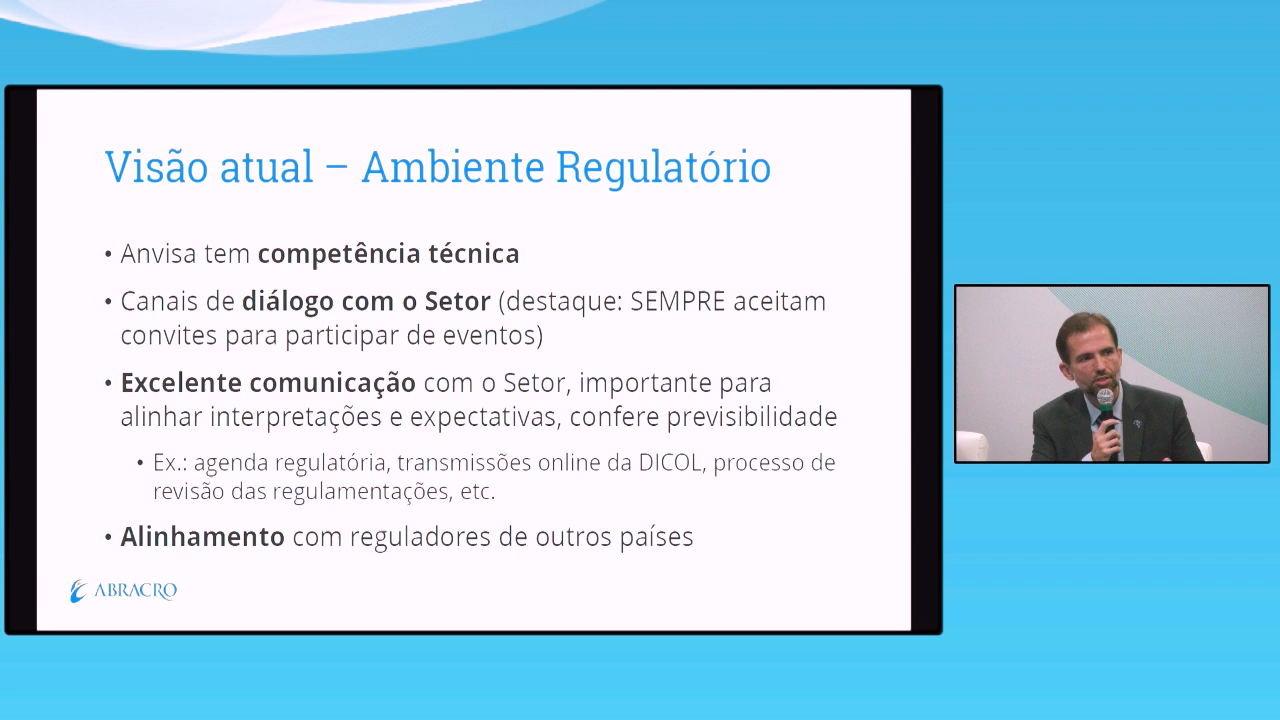 Visão atual – Ambiente Regulatório
• Anvisa tem competência técnica
• Canais de diálogo com o Setor (destaque: SEMPRE aceitam
convites para participar de eventos)
• Excelente comunicação com o Setor, importante para
alinhar interpretações e expectativas, confere previsibilidade
• Ex.: agenda regulatória, transmissões online da DICOL, processo de
revisão das regulamentações, etc.
• Alinhamento com reguladores de outros países
ABRACRO